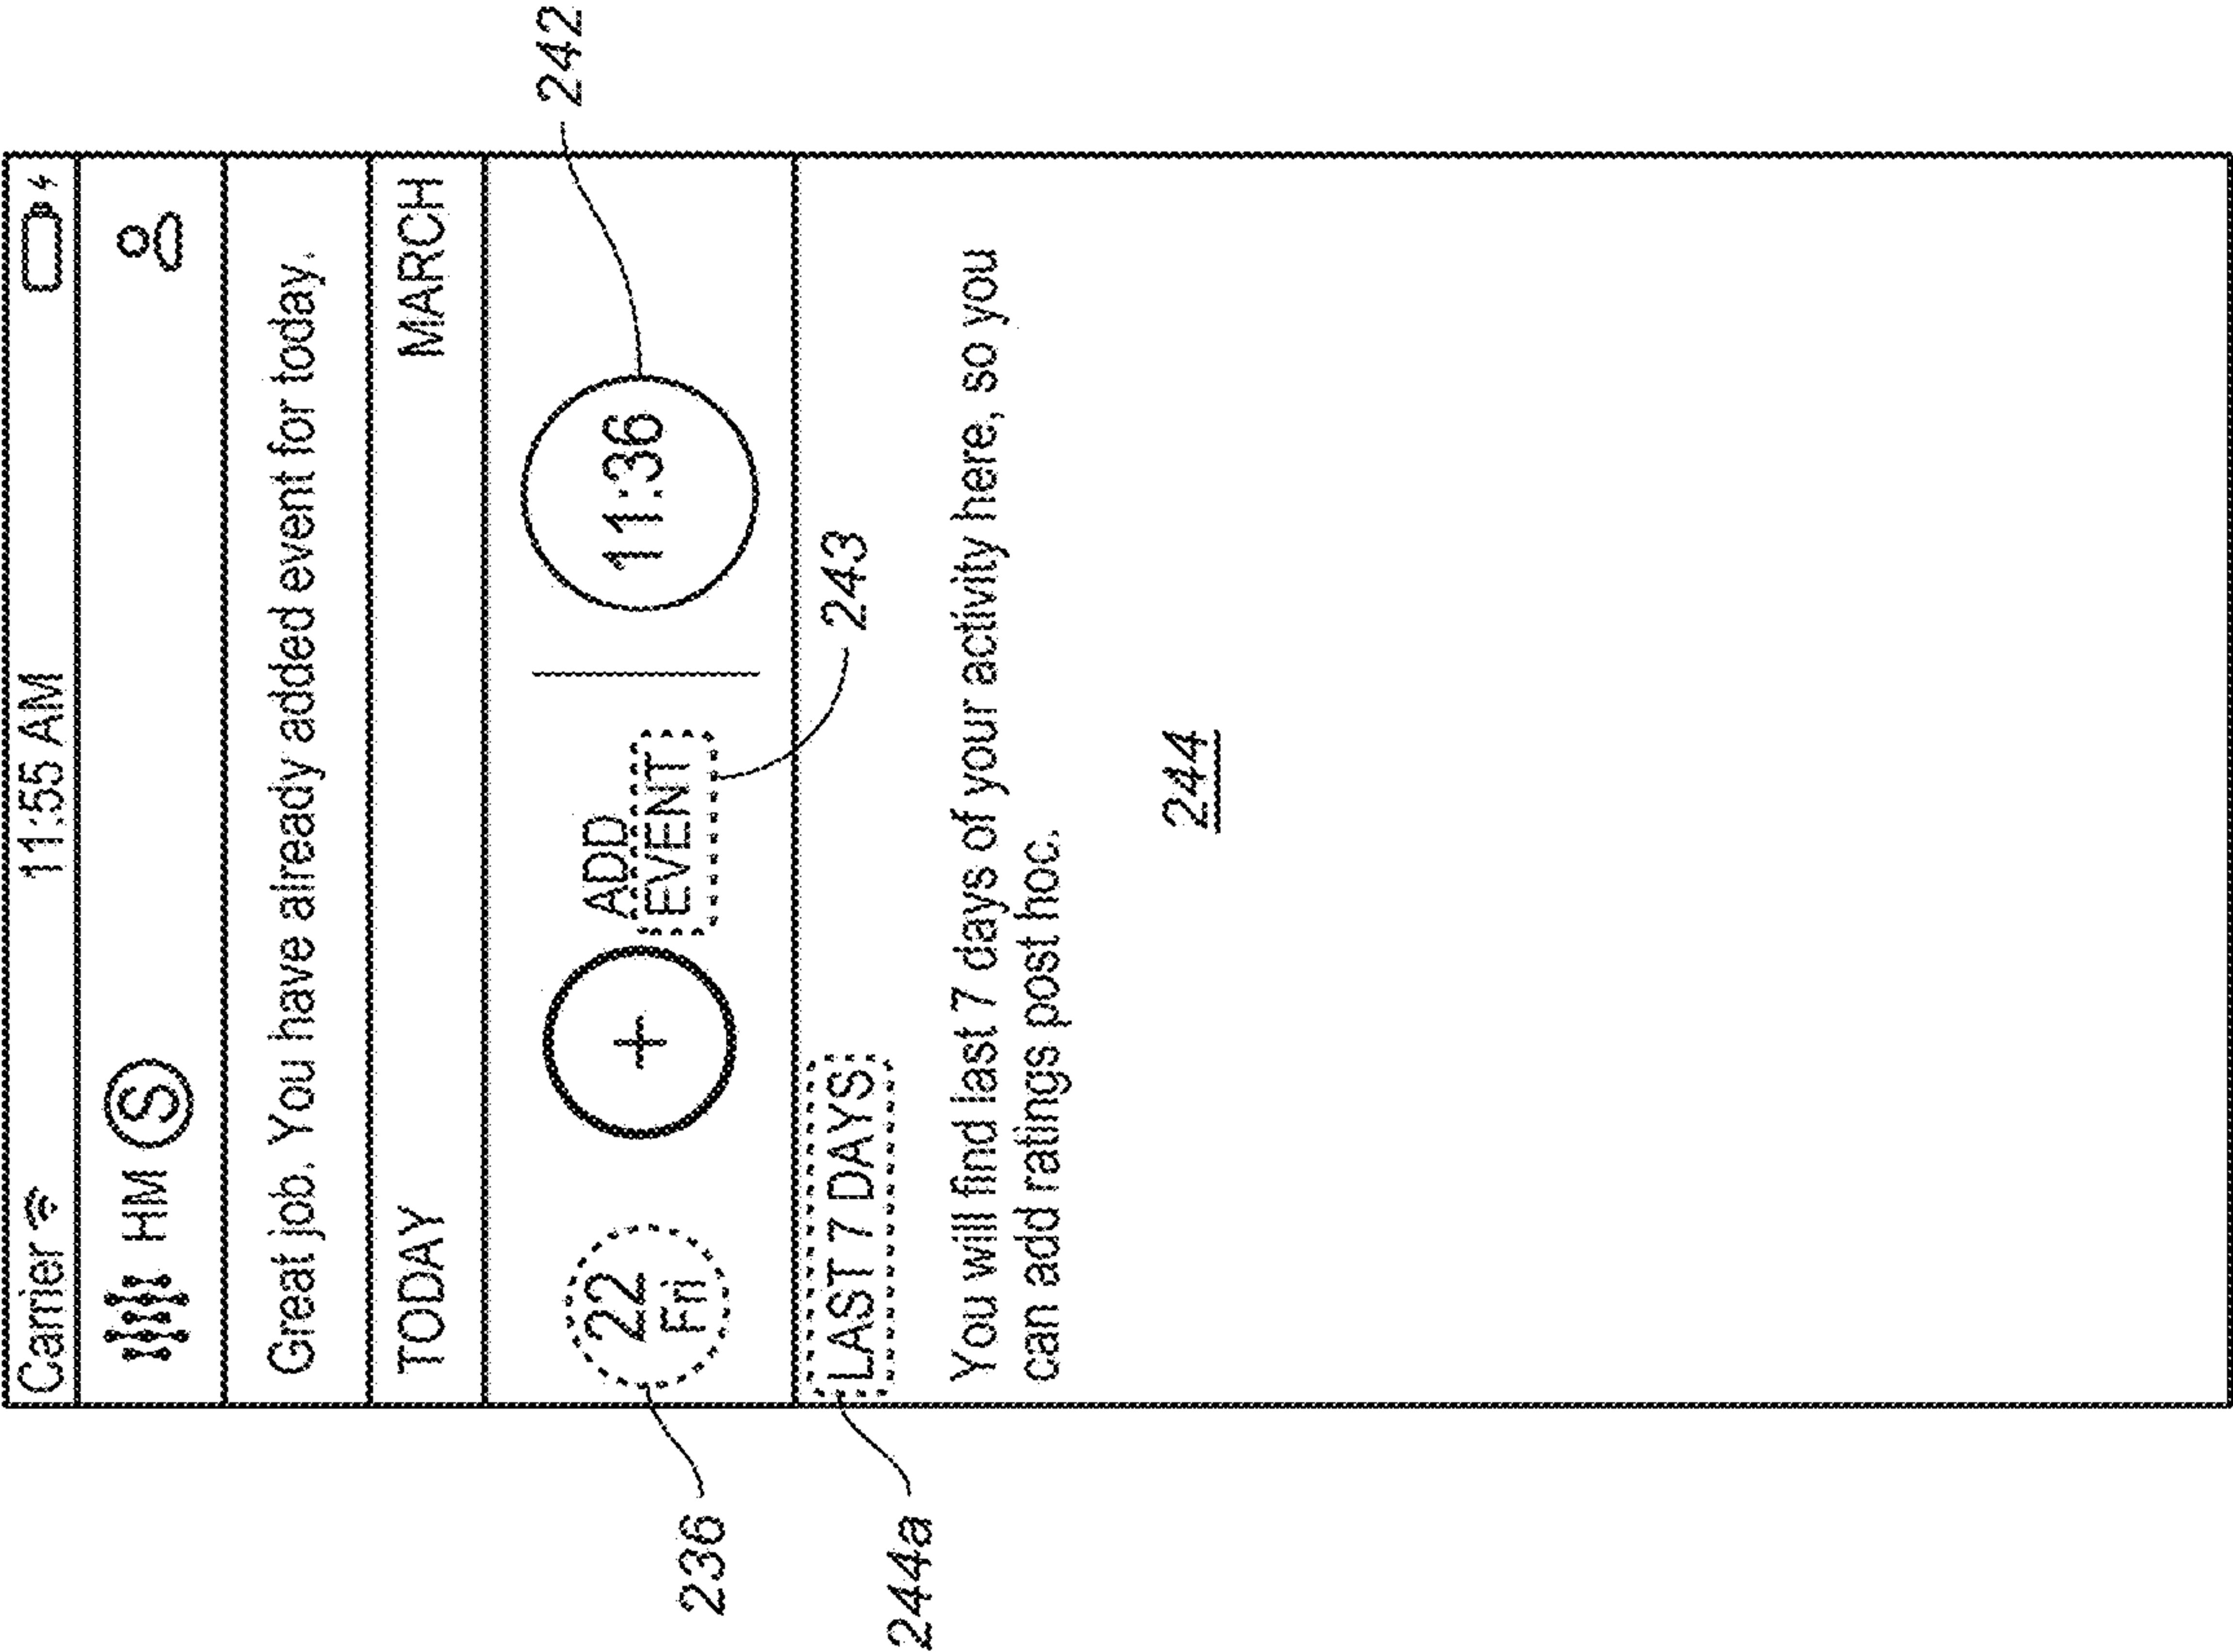 Carrier 11:55 AM
HM S
Great job. You have already added event for today.
TODAY MARCH
22
Fri
+
ADD
EVENT
11:36
242
243
236
LAST 7 DAYS
244a
You will find last 7 days of your activity here, so you
can add ratings post hoc.
244